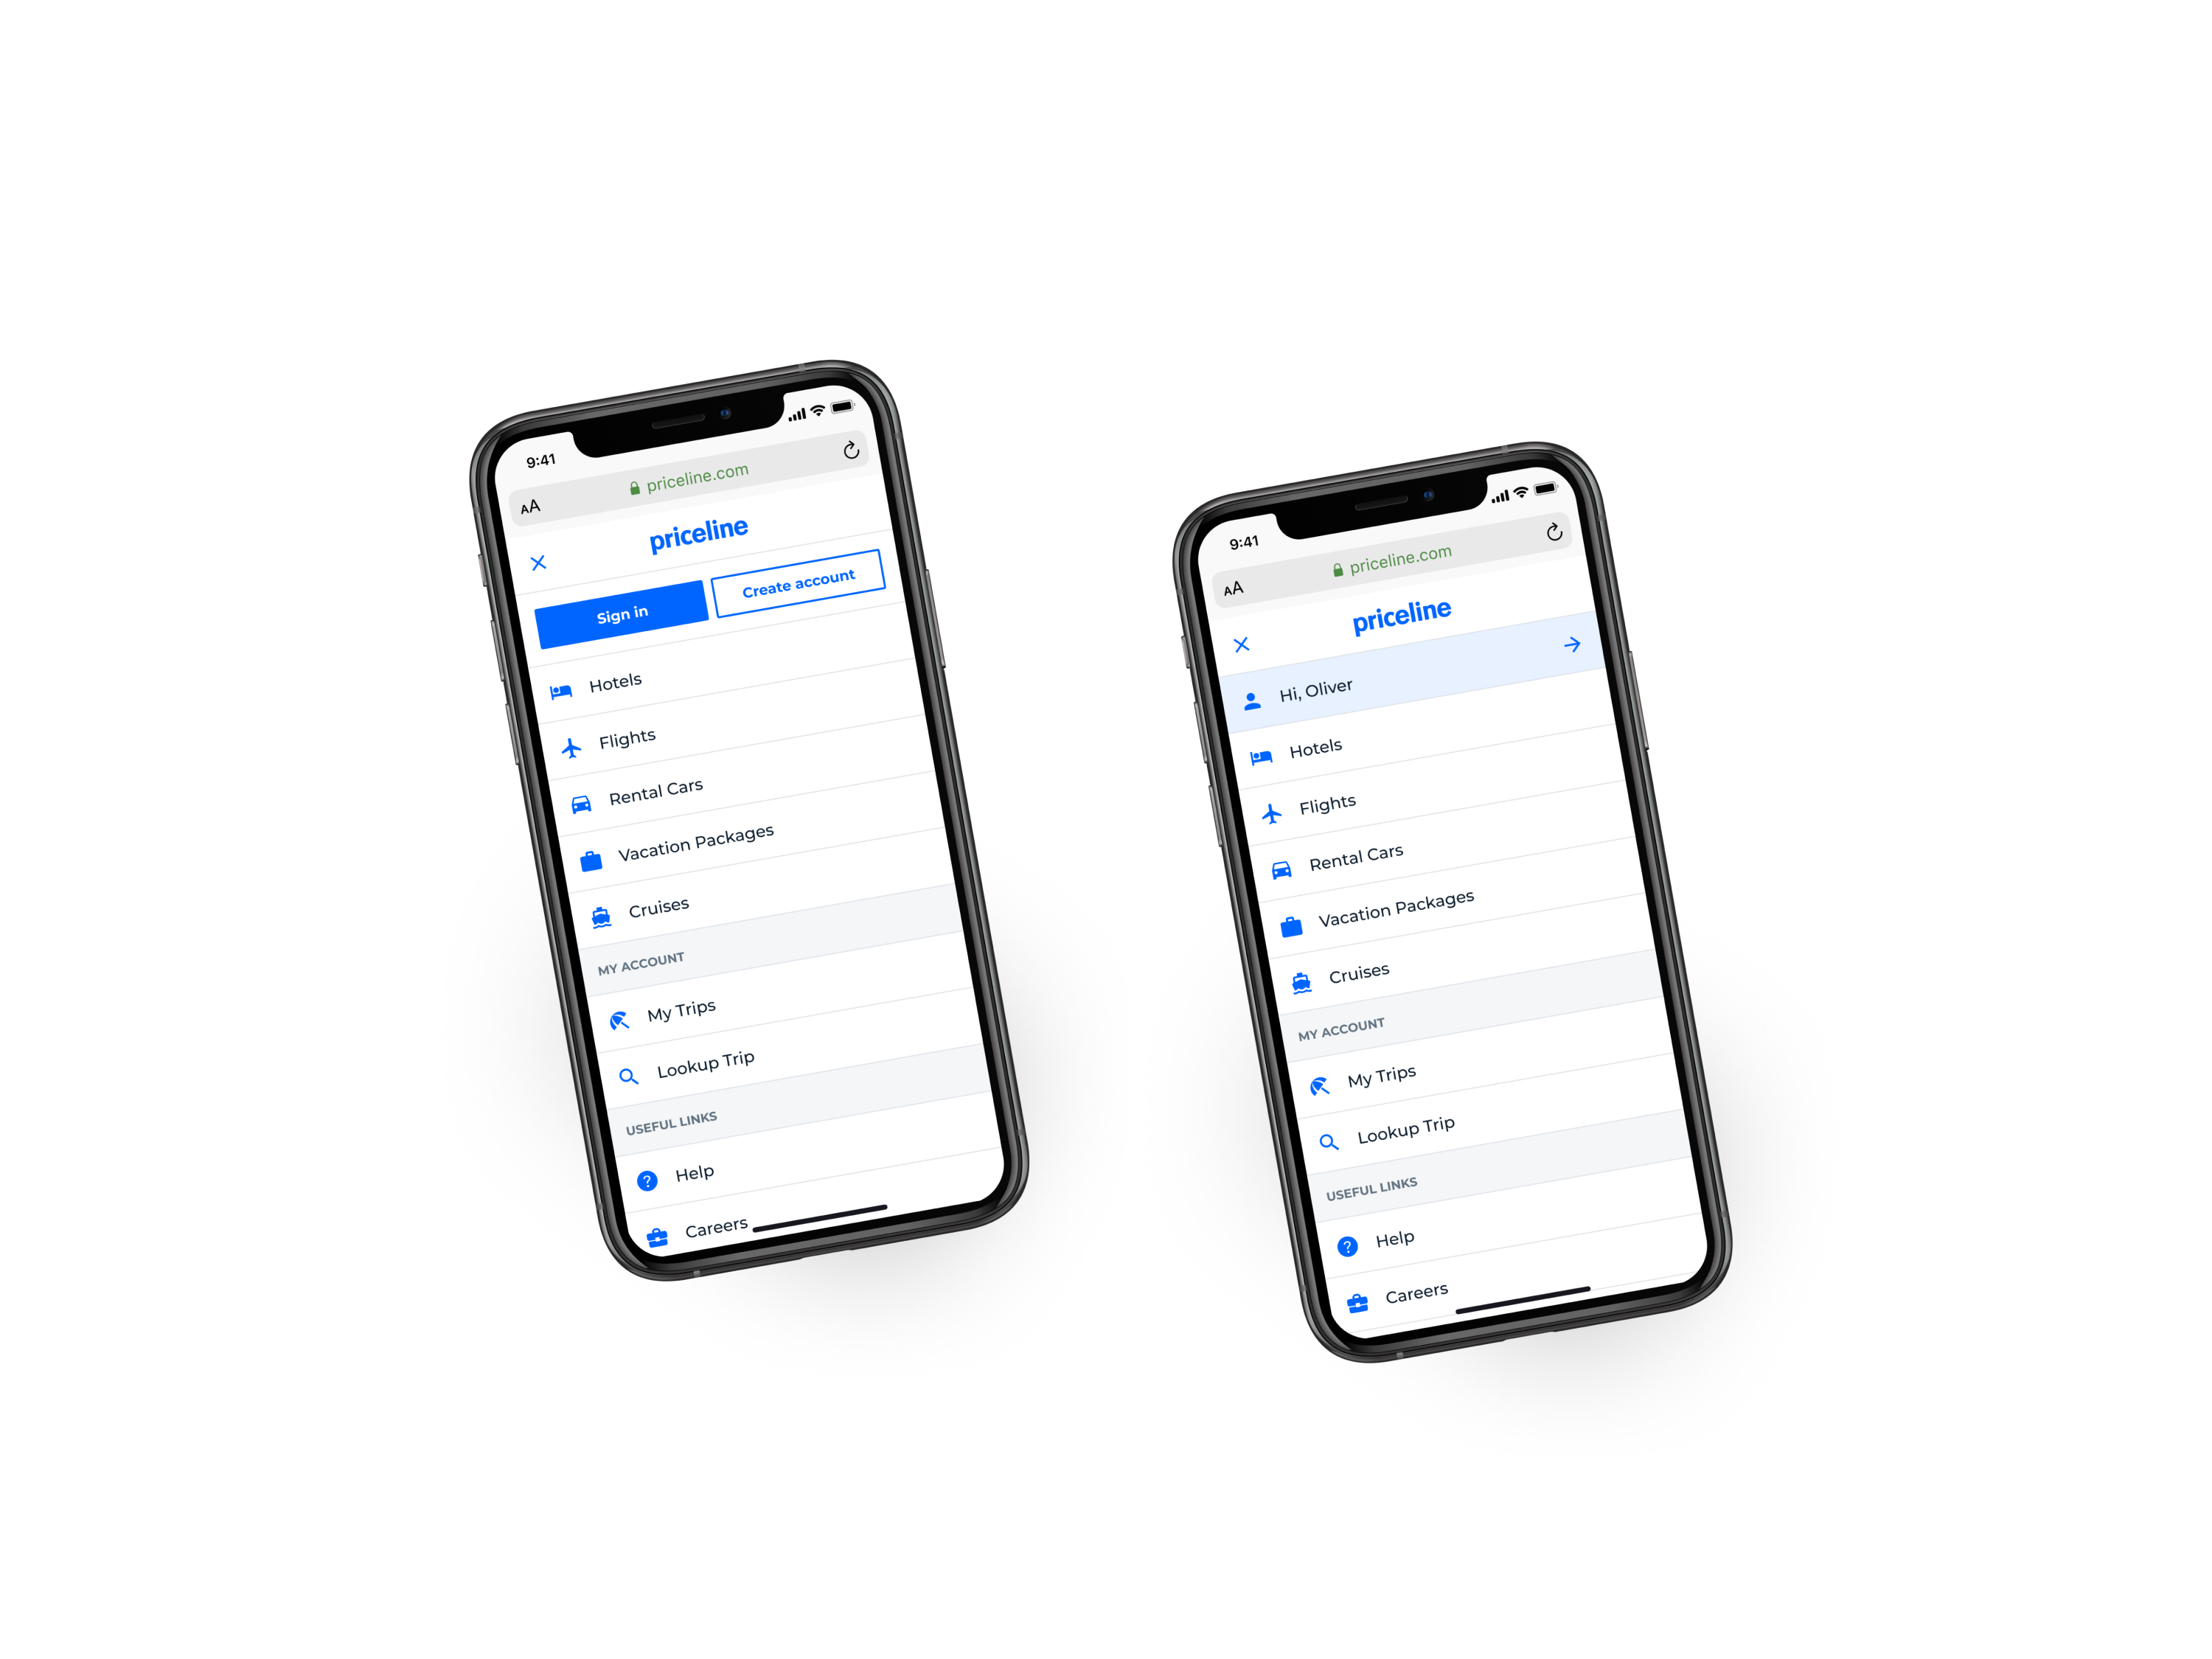 9:41
AA priceline.com
priceline
Sign in Create account
Hotels
Flights
Rental Cars
Vacation Packages
Cruises
MY ACCOUNT
My Trips
Lookup Trip
USEFUL LINKS
Help
Careers
9:41
AA priceline.com
priceline
Hi, Oliver
Hotels
Flights
Rental Cars
Vacation Packages
Cruises
MY ACCOUNT
My Trips
Lookup Trip
USEFUL LINKS
Help
Careers